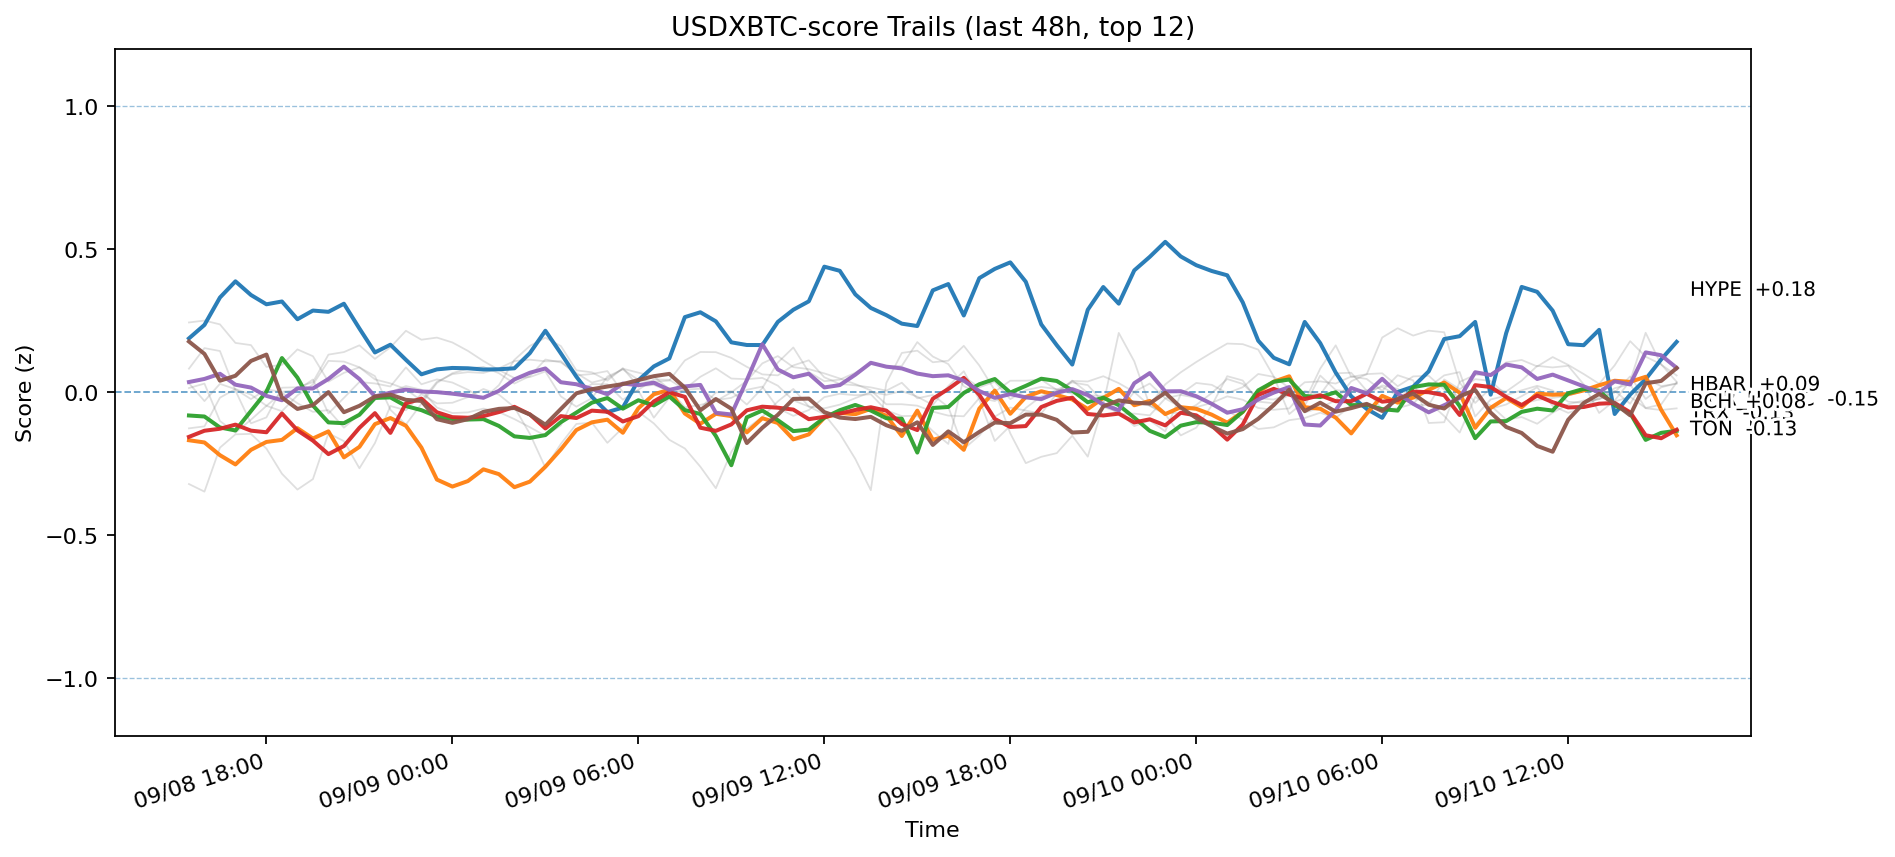 USDXBTC-score Trails (last 48h, top 12)
Score (z)
1.0
0.5
0.0
−0.5
−1.0
HYPE +0.18
HBAR +0.09
BCH +0.08
-0.15
TRX -0.13
TON -0.13
09/08 18:00
09/09 00:00
09/09 06:00
09/09 12:00
09/09 18:00
09/10 00:00
09/10 06:00
09/10 12:00
Time